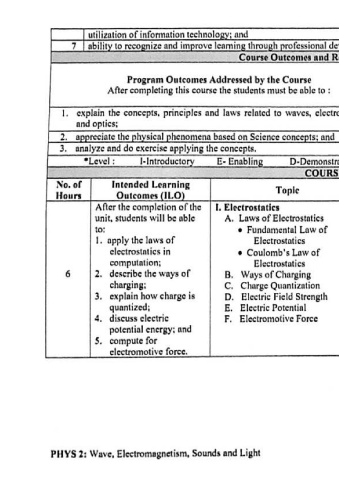 utilization of information technology; and
7 ability to recognize and improve learning through professional de
Course Outcomes and R
Program Outcomes Addressed by the Course
After completing this course the students must be able to :
1. explain the concepts, principles and laws related to waves, electro
and optics;
2. appreciate the physical phenomena based on Science concepts; and
3. analyze and do exercise applying the concepts.
*Level : I-Introductory E- Enabling D-Demonstra
COURS
No. of Hours
Intended Learning Outcomes (ILO)
Topic
6
After the completion of the
unit, students will be able
to:
1. apply the laws of
electrostatics in
computation;
2. describe the ways of
charging;
3. explain how charge is
quantized;
4. discuss electric
potential energy; and
5. compute for
electromotive force.
I. Electrostatics
A. Laws of Electrostatics
• Fundamental Law of
Electrostatics
• Coulomb's Law of
Electrostatics
B. Ways of Charging
C. Charge Quantization
D. Electric Field Strength
E. Electric Potential
F. Electromotive Force
PHYS 2: Wave, Electromagnetism, Sounds and Light